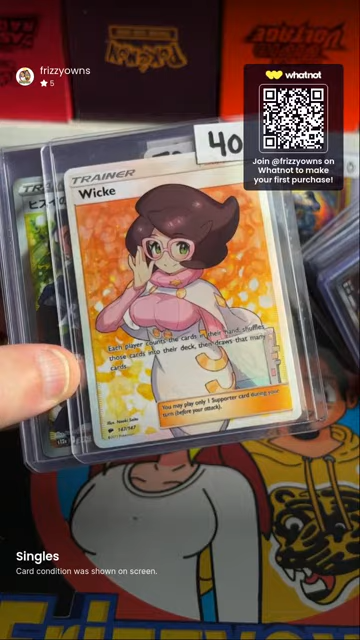 frizzyowns
★ 5
whatnot
Join @frizzyowns on
Whatnot to make
your first purchase!
POKÉMON
40
TRAINER
Wicke
Each player counts the cards in their hand, shuffles
those cards into their deck, then draws that many
cards.
You may play only 1 Supporter card during your
turn (before your attack).
147/147
Singles
Card condition was shown on screen.